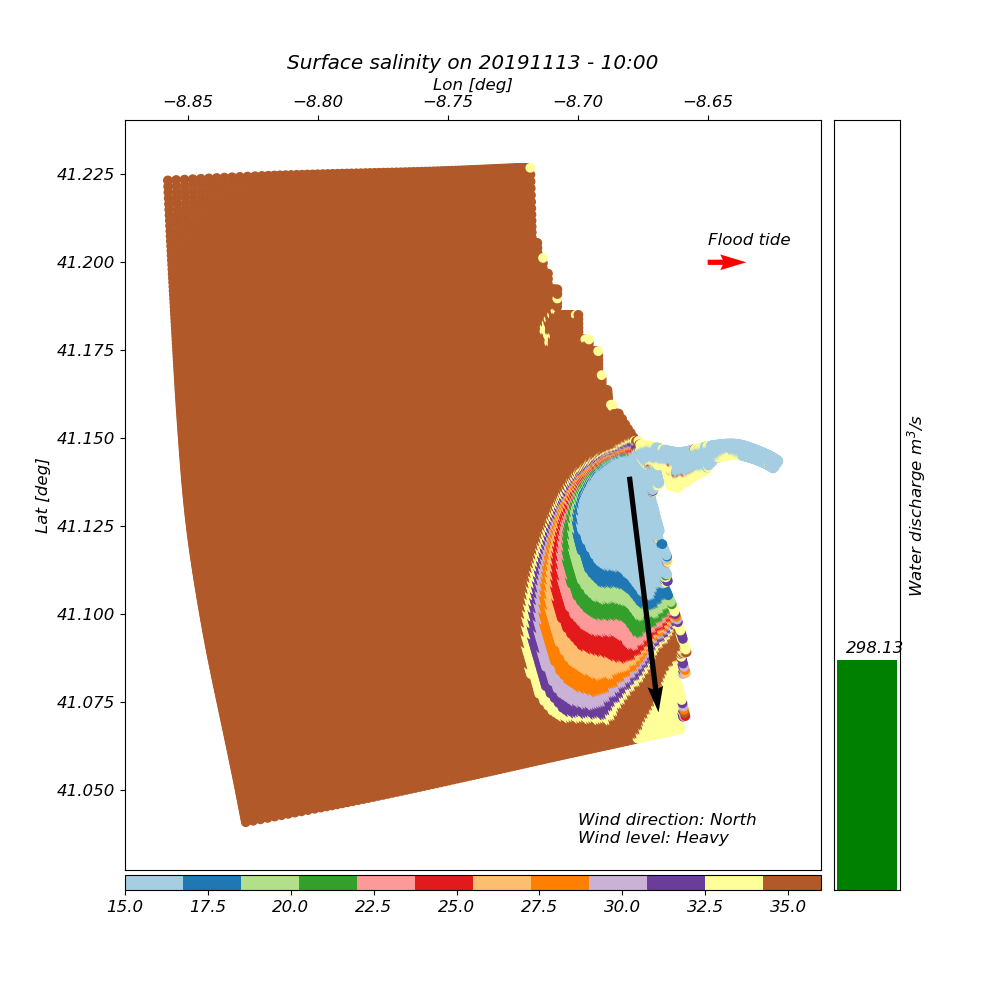 Surface salinity on 20191113 - 10:00
Lon [deg]
−8.85 −8.80 −8.75 −8.70 −8.65
41.225
41.200
41.175
41.150
41.125
41.100
41.075
41.050
Lat [deg]
Flood tide
Wind direction: North
Wind level: Heavy
15.0 17.5 20.0 22.5 25.0 27.5 30.0 32.5 35.0
298.13
Water discharge m³/s